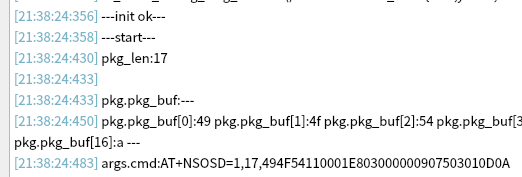 [21:38:24:356] ---init ok---
[21:38:24:358] ---start---
[21:38:24:430] pkg_len:17
[21:38:24:433]
[21:38:24:433] pkg.pkg_buf:---
[21:38:24:450] pkg.pkg_buf[0]:49 pkg.pkg_buf[1]:4f pkg.pkg_buf[2]:54 pkg.pkg_buf[3
pkg.pkg_buf[16]:a ---
[21:38:24:483] args.cmd:AT+NSOSD=1,17,494F54110001E803000000907503010D0A